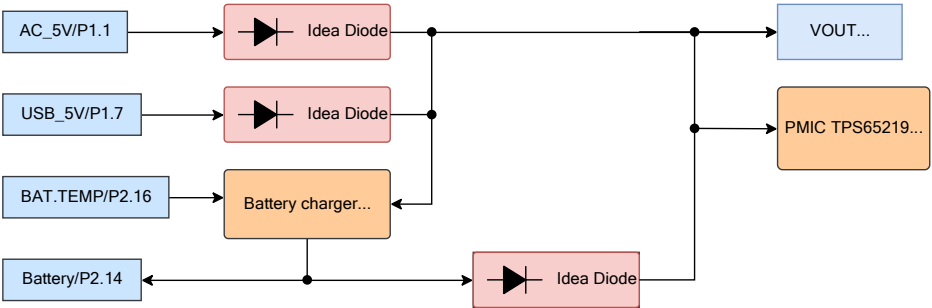 AC_5V/P1.1
Idea Diode
VOUT...
USB_5V/P1.7
Idea Diode
PMIC TPS65219...
BAT.TEMP/P2.16
Battery charger...
Battery/P2.14
Idea Diode